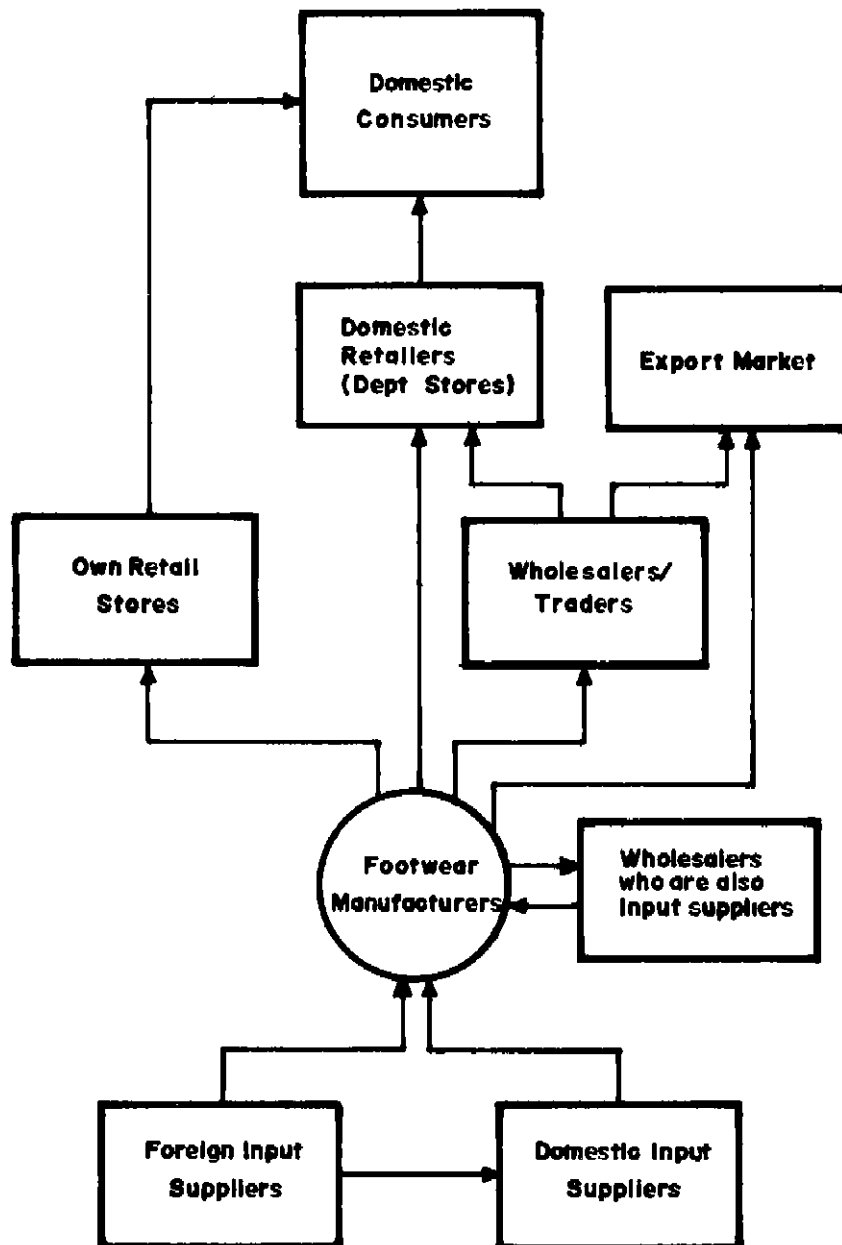 Domestic
Consumers
Domestic
Retailers
(Dept Stores)
Export Market
Own Retail
Stores
Wholesalers/
Traders
Footwear
Manufacturers
Wholesalers
who are also
Input suppliers
Foreign Input
Suppliers
Domestic Input
Suppliers